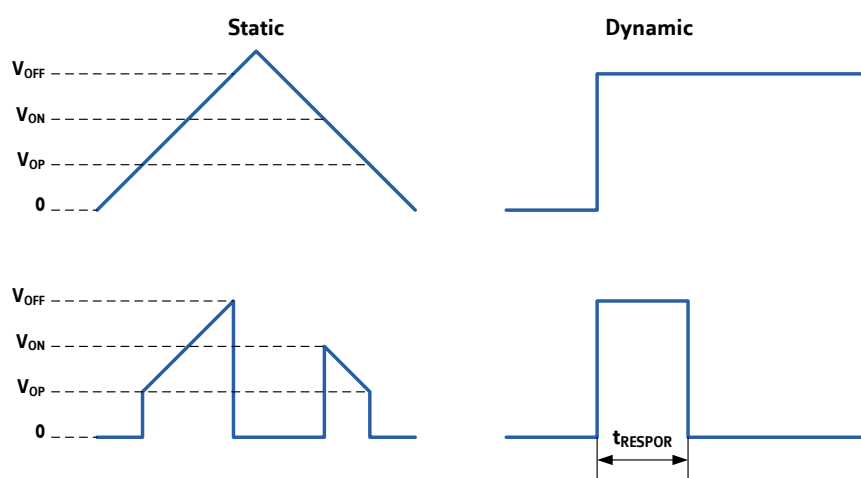 Static
Dynamic
VOFF
VON
VOP
0
VOFF
VON
VOP
0
tRESPOR